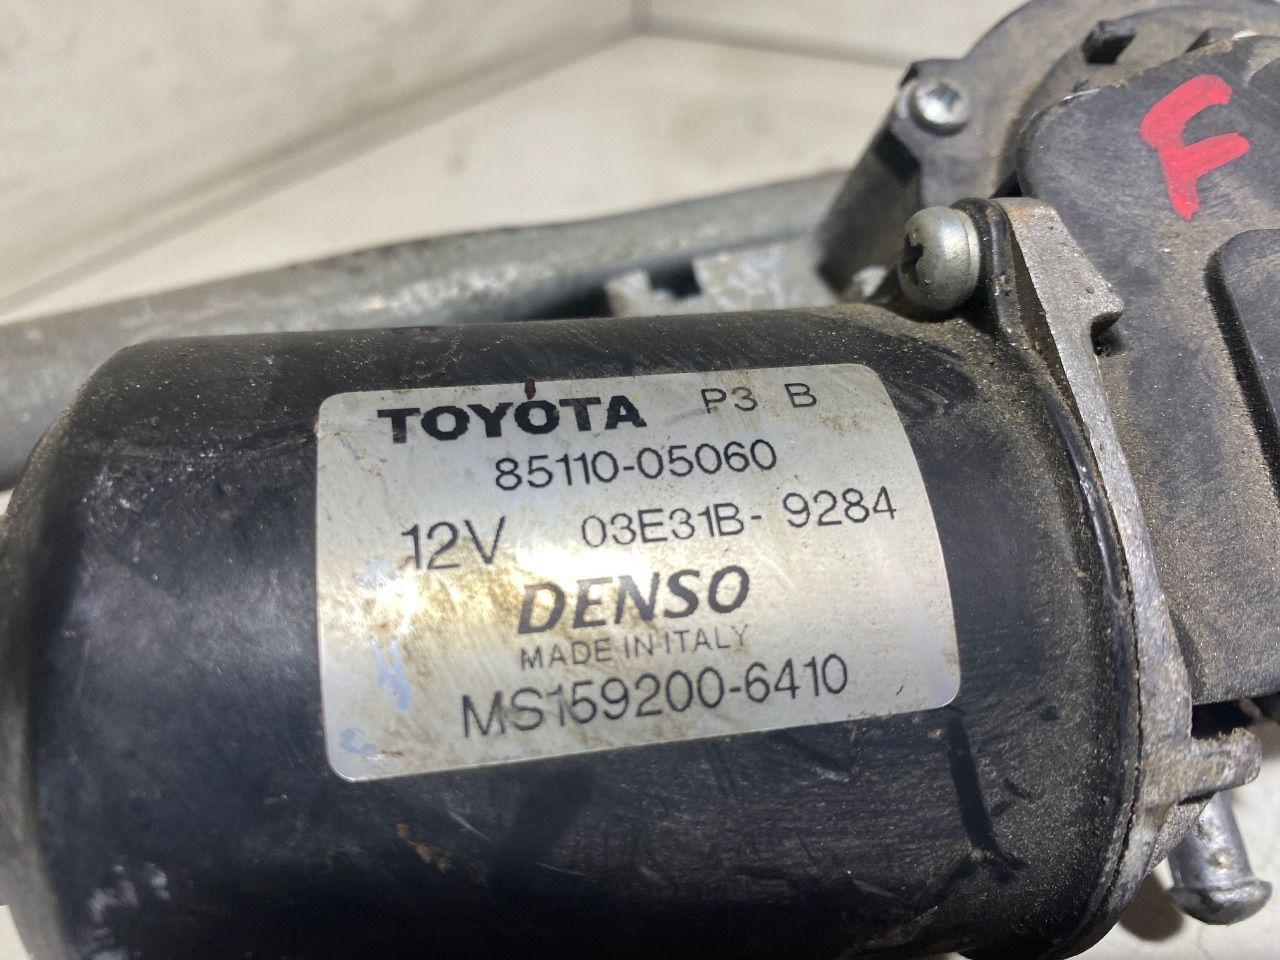 F
TOYOTA P3 B
85110-05060
12V 03E31B- 9284
DENSO
MADE IN ITALY
MS159200-6410